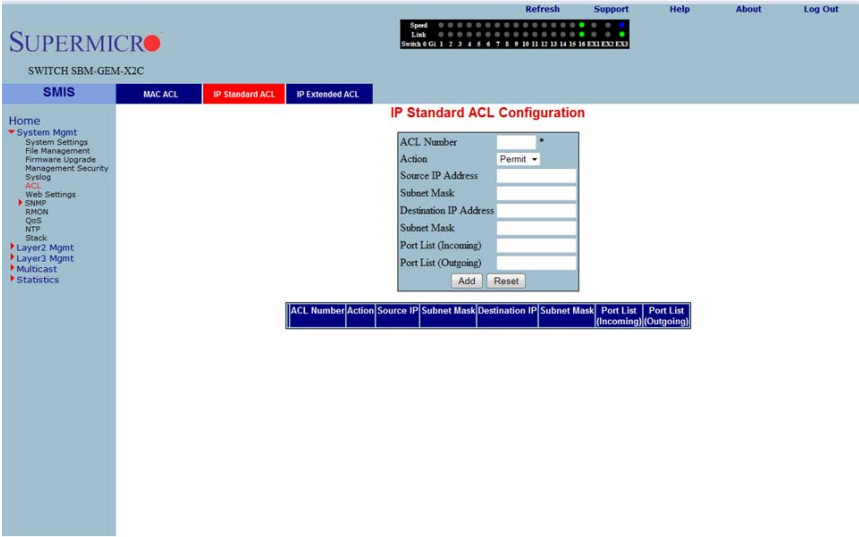 Refresh Support Help About Log Out
Speed
Link
Switch 0 Gi 1 2 3 4 5 6 7 8 9 10 11 12 13 14 15 16 EX1 EX2 EX3
SUPERMICRO
SWITCH SBM-GEM-X2C
SMIS
MAC ACL IP Standard ACL IP Extended ACL
Home
System Mgmt
System Settings
File Management
Firmware Upgrade
Management Security
Syslog
ACL
Web Settings
SNMP
RMON
QoS
NTP
Stack
Layer2 Mgmt
Layer3 Mgmt
Multicast
Statistics
IP Standard ACL Configuration
ACL Number *
Action Permit
Source IP Address
Subnet Mask
Destination IP Address
Subnet Mask
Port List (Incoming)
Port List (Outgoing)
Add Reset
ACL Number Action Source IP Subnet Mask Destination IP Subnet Mask Port List (Incoming) Port List (Outgoing)